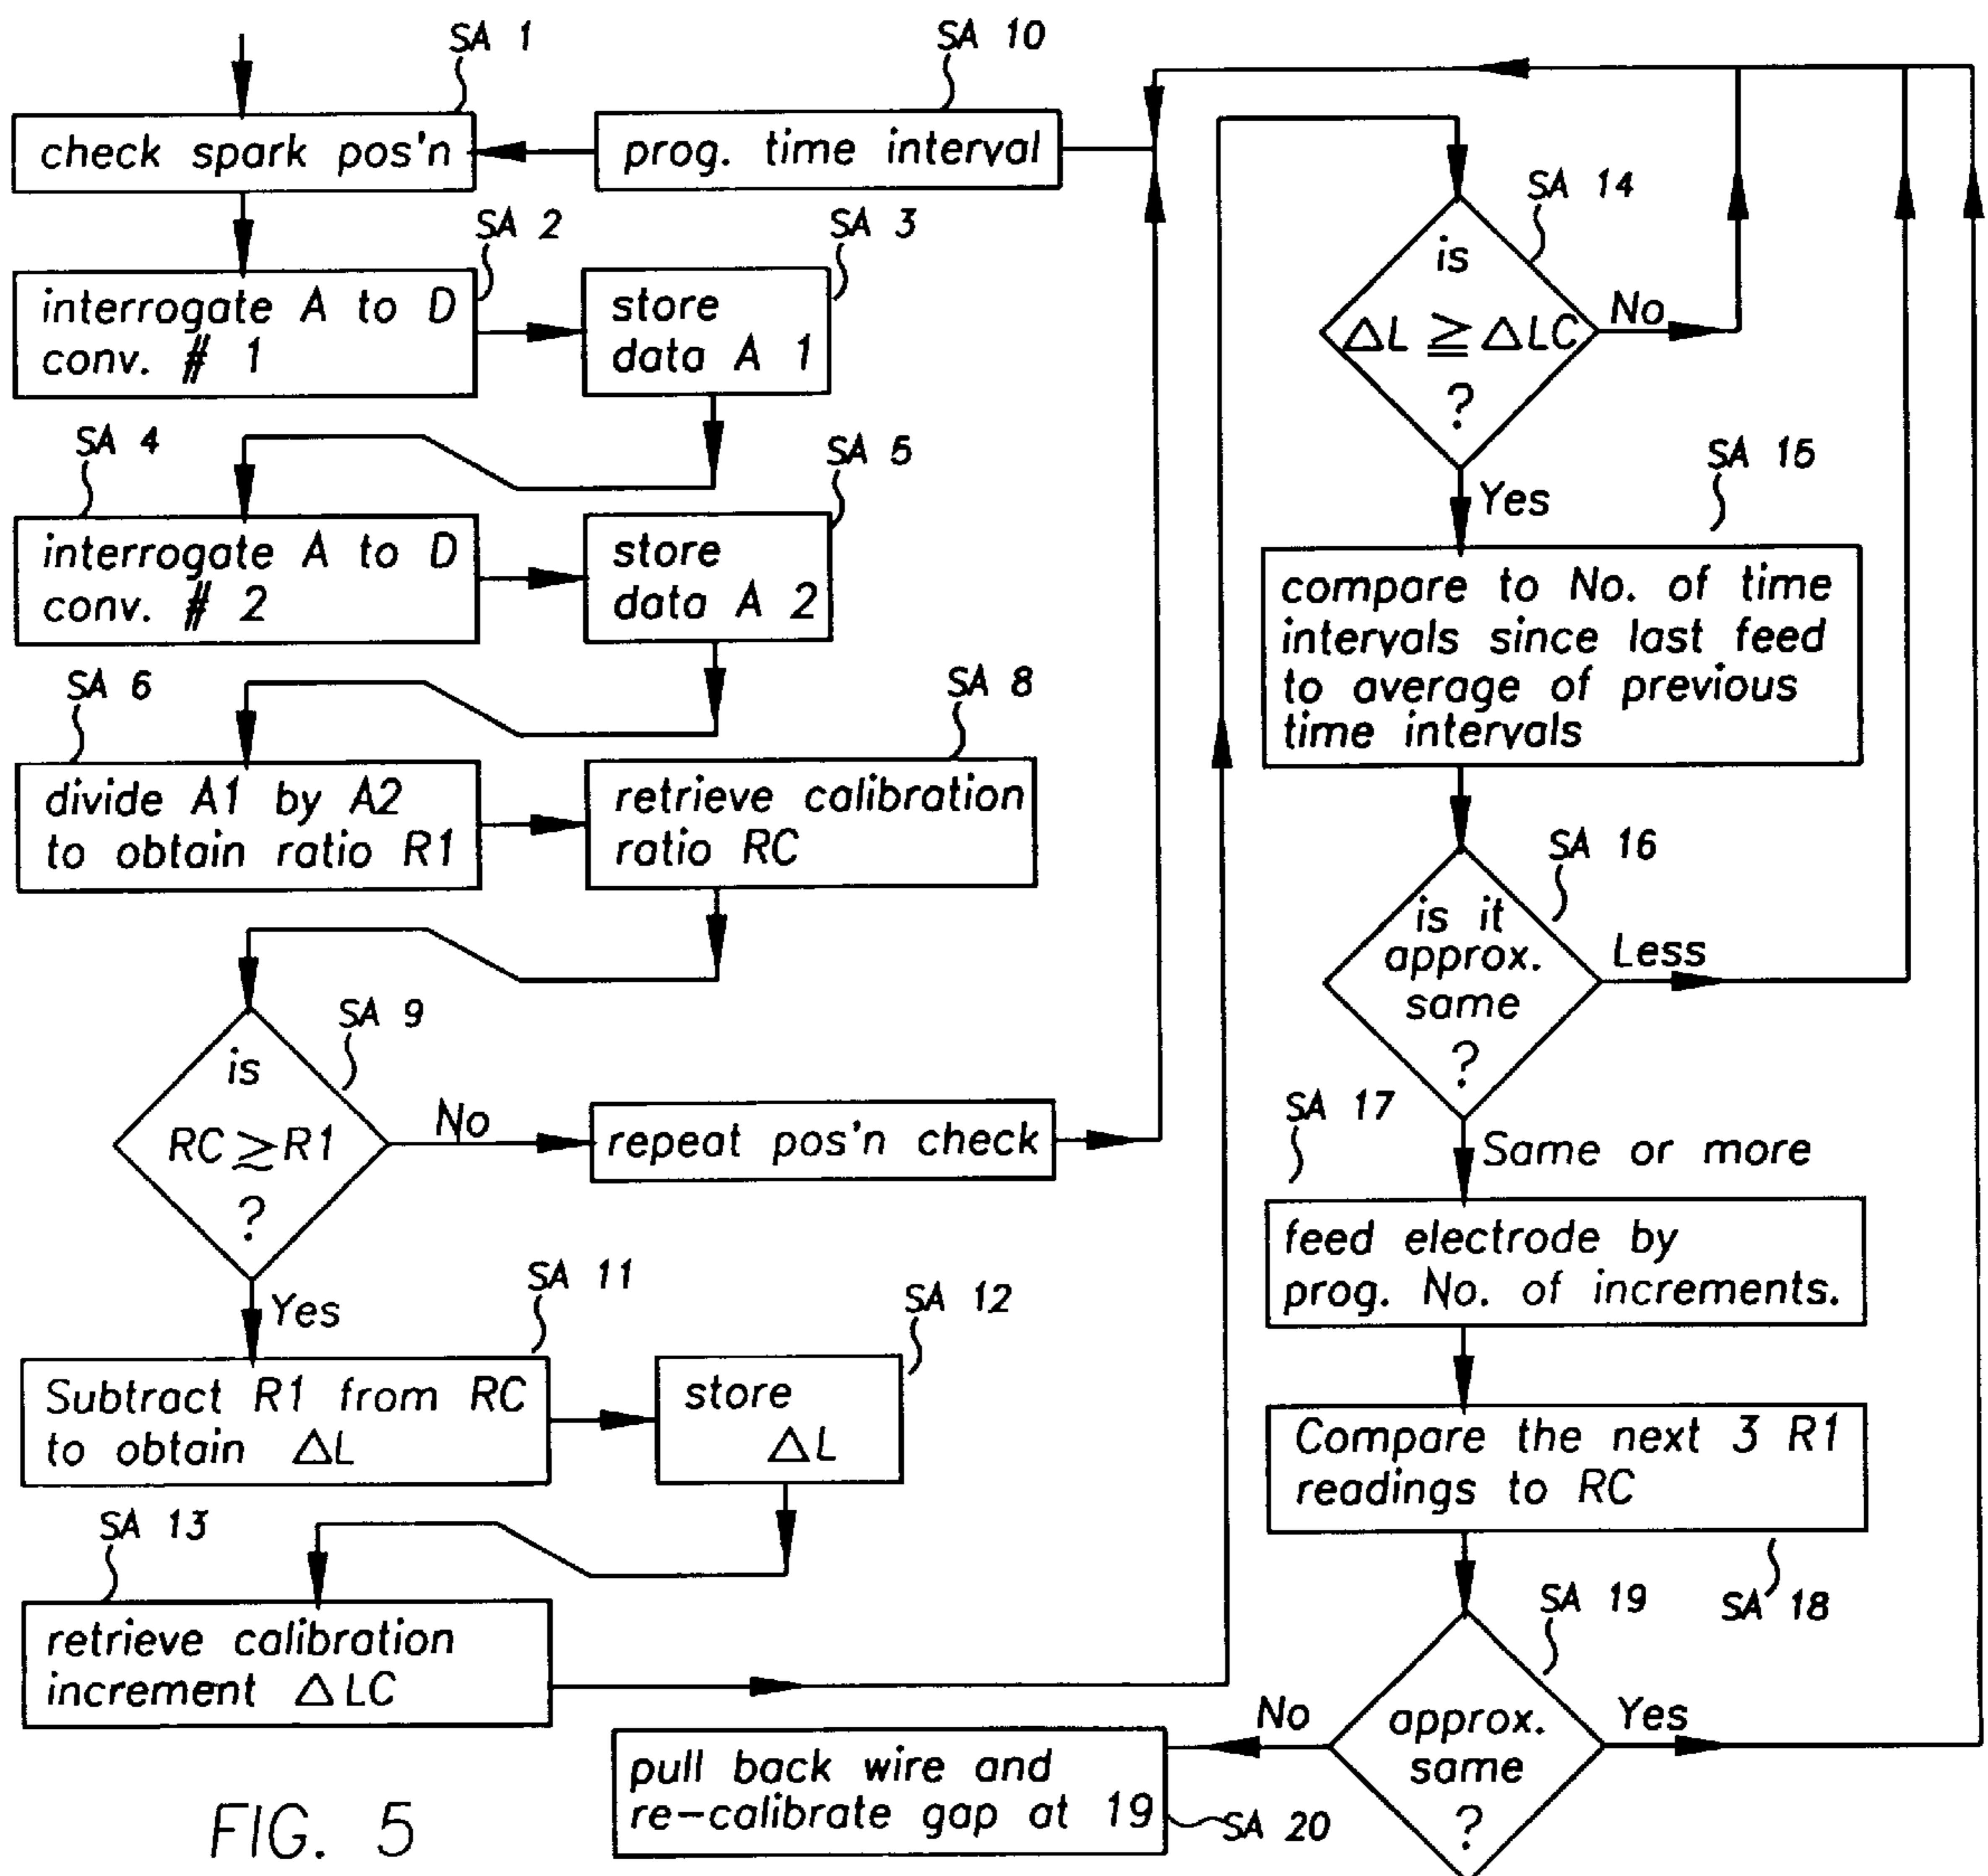 SA 1
check spark pos'n
SA 10
prog. time interval
SA 2
interrogate A to D
conv. # 1
SA 3
store
data A 1
SA 4
interrogate A to D
conv. # 2
SA 5
store
data A 2
SA 6
divide A1 by A2
to obtain ratio R1
SA 8
retrieve calibration
ratio RC
SA 9
is
RC ≳ R1
?
No
repeat pos'n check
Yes
SA 11
Subtract R1 from RC
to obtain ΔL
SA 12
store
ΔL
SA 13
retrieve calibration
increment ΔLC
SA 14
is
ΔL ≧ ΔLC
?
No
Yes
SA 15
compare to No. of time
intervals since last feed
to average of previous
time intervals
SA 16
is it
approx.
same
?
Less
Same or more
SA 17
feed electrode by
prog. No. of increments.
Compare the next 3 R1
readings to RC
SA 18
SA 19
approx.
same
?
Yes
No
pull back wire and
re-calibrate gap at 19
SA 20
FIG. 5